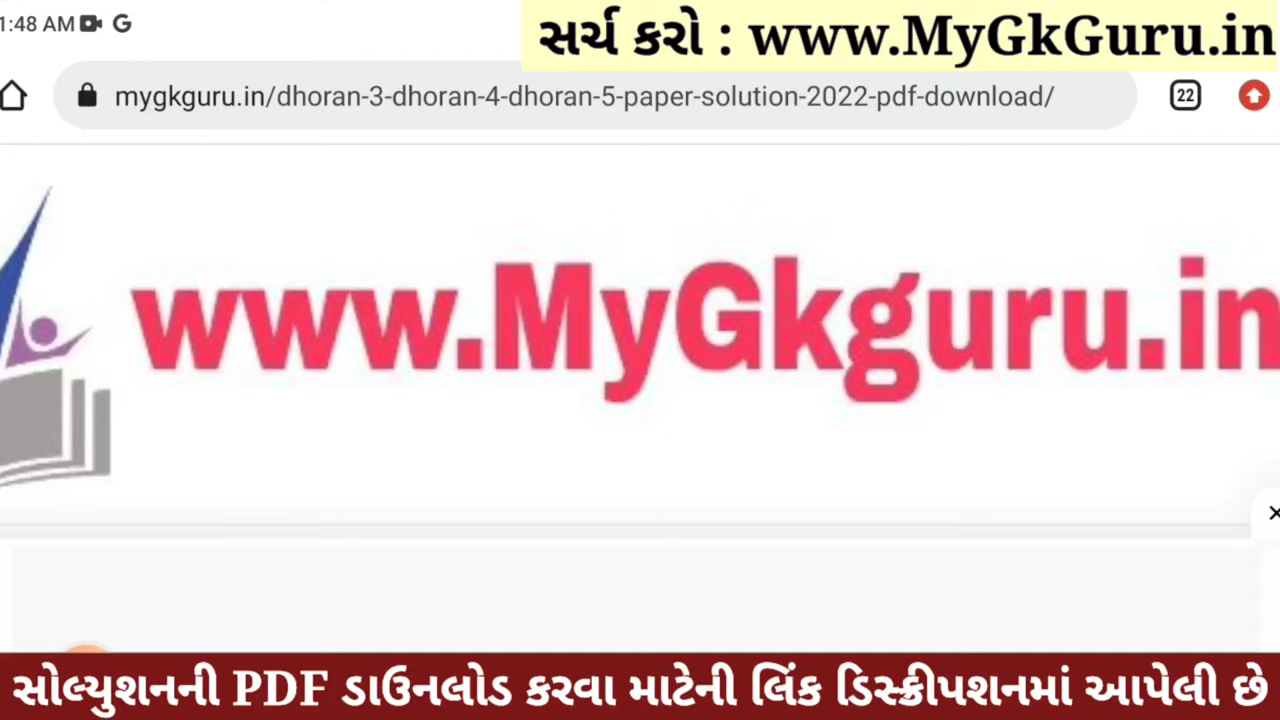 1:48 AM G
સર્ચ કરો : www.MyGkGuru.in
mygkguru.in/dhoran-3-dhoran-4-dhoran-5-paper-solution-2022-pdf-download/
22
www.MyGkguru.in
સોલ્યુશનની PDF ડાઉનલોડ કરવા માટેની લિંક ડિસ્ક્રીપશનમાં આપેલી છે